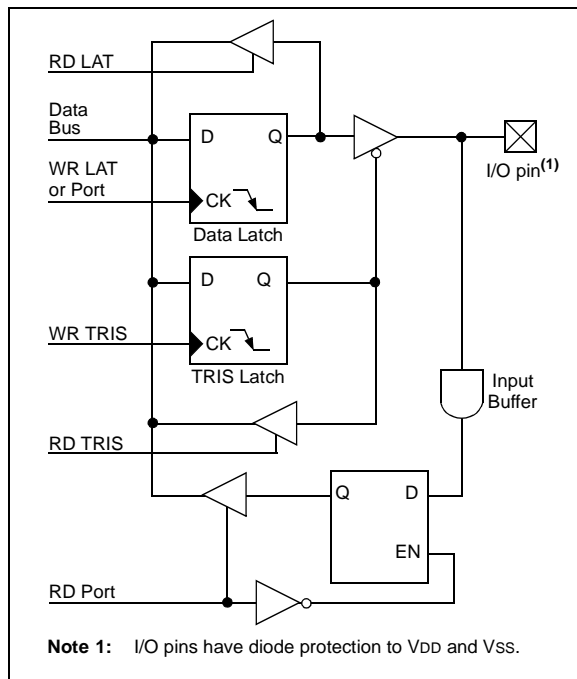 RD LAT
Data
Bus
D Q
WR LAT
or Port
CK
Data Latch
I/O pin(1)
D Q
WR TRIS
CK
TRIS Latch
Input
Buffer
RD TRIS
Q D
EN
RD Port
Note 1: I/O pins have diode protection to VDD and VSS.